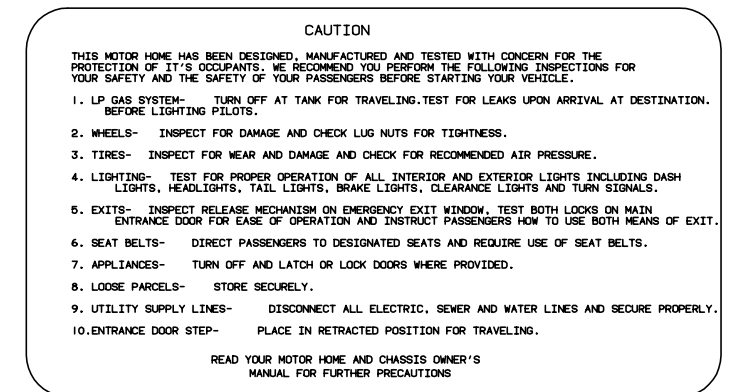 CAUTION
THIS MOTOR HOME HAS BEEN DESIGNED, MANUFACTURED AND TESTED WITH CONCERN FOR THE
PROTECTION OF IT'S OCCUPANTS. WE RECOMMEND YOU PERFORM THE FOLLOWING INSPECTIONS FOR
YOUR SAFETY AND THE SAFETY OF YOUR PASSENGERS BEFORE STARTING YOUR VEHICLE.
1. LP GAS SYSTEM- TURN OFF AT TANK FOR TRAVELING.TEST FOR LEAKS UPON ARRIVAL AT DESTINATION.
BEFORE LIGHTING PILOTS.
2. WHEELS- INSPECT FOR DAMAGE AND CHECK LUG NUTS FOR TIGHTNESS.
3. TIRES- INSPECT FOR WEAR AND DAMAGE AND CHECK FOR RECOMMENDED AIR PRESSURE.
4. LIGHTING- TEST FOR PROPER OPERATION OF ALL INTERIOR AND EXTERIOR LIGHTS INCLUDING DASH
LIGHTS, HEADLIGHTS, TAIL LIGHTS, BRAKE LIGHTS, CLEARANCE LIGHTS AND TURN SIGNALS.
5. EXITS- INSPECT RELEASE MECHANISM ON EMERGENCY EXIT WINDOW, TEST BOTH LOCKS ON MAIN
ENTRANCE DOOR FOR EASE OF OPERATION AND INSTRUCT PASSENGERS HOW TO USE BOTH MEANS OF EXIT.
6. SEAT BELTS- DIRECT PASSENGERS TO DESIGNATED SEATS AND REQUIRE USE OF SEAT BELTS.
7. APPLIANCES- TURN OFF AND LATCH OR LOCK DOORS WHERE PROVIDED.
8. LOOSE PARCELS- STORE SECURELY.
9. UTILITY SUPPLY LINES- DISCONNECT ALL ELECTRIC, SEWER AND WATER LINES AND SECURE PROPERLY.
10.ENTRANCE DOOR STEP- PLACE IN RETRACTED POSITION FOR TRAVELING.
READ YOUR MOTOR HOME AND CHASSIS OWNER'S
MANUAL FOR FURTHER PRECAUTIONS